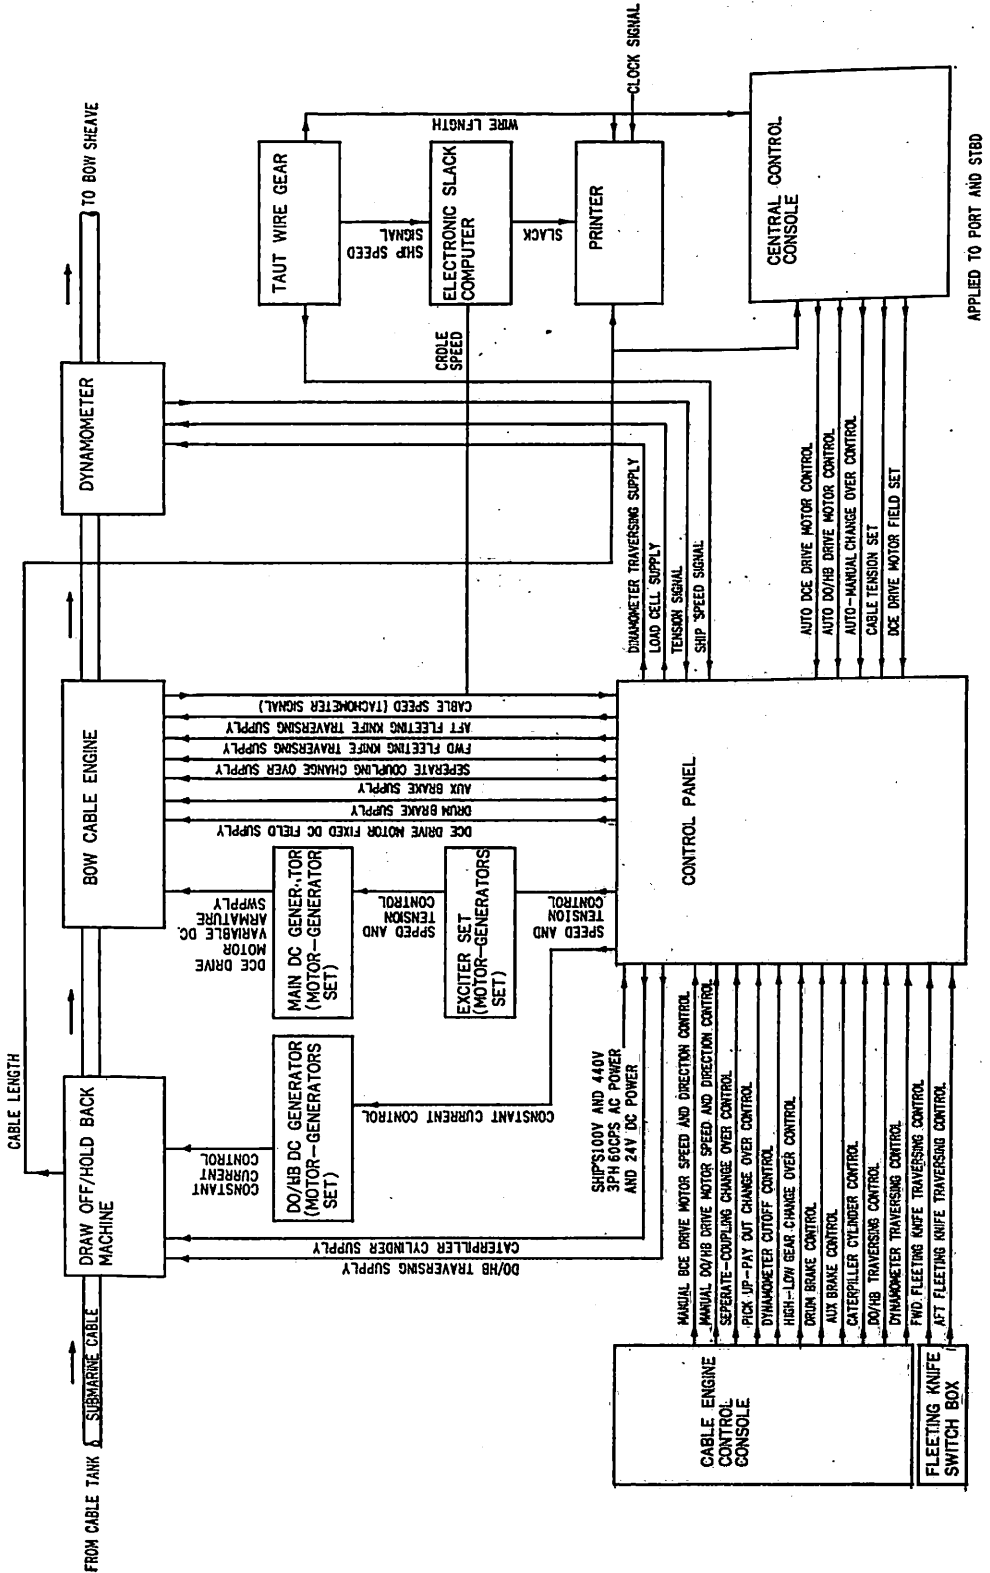 FROM CABLE TANK
SUBMARINE CABLE
TO BOW SHEAVE
CABLE LENGTH
DRAW OFF/HOLD BACK
MACHINE
BOW CABLE ENGINE
DYNAMOMETER
TAUT WIRE GEAR
WIRE LENGTH
SHIP SPEED
SIGNAL
ELECTRONIC SLACK
COMPUTER
SLACK
PRINTER
CLOCK SIGNAL
CRDLE
SPEED
CENTRAL CONTROL
CONSOLE
APPLIED TO PORT AND STBD
CONSTANT
CURRENT
CONTROL
DO/HB DC GENERATOR
(MOTOR-GENERATORS
SET)
DCE DRIVE
MOTOR
VARIABLE DC.
ARMATURE
SWPPLY
MAIN DC GENERATOR
(MOTOR-GENERATOR
SET)
SPEED AND
TENSION
CONTROL
EXCITER SET
(MOTOR-GENERATORS
SET)
SPEED AND
TENSION
CONTROL
CONSTANT CURRENT CONTROL
CATERPILLER CYLINDER SUPPLY
DO/HB TRAVERSING SUPPLY
DCE DRIVE MOTOR FIXED DC FIELD SUPPLY
DRUM BRAKE SUPPLY
AUX BRAKE SUPPLY
SEPERATE COUPLING CHANGE OVER SUPPLY
FWD FLEETING KNIFE TRAVERSING SUPPLY
AFT FLEETING KNIFE TRAVERSING SUPPLY
CABLE SPEED (TACHOMETER SIGNAL)
DINAMOMETER TRAVERSING SUPPLY
LOAD CELL SUPPLY
TENSION SIGNAL
SHIP SPEED SIGNAL
AUTO DCE DRIVE MOTOR CONTROL
AUTO DO/HB DRIVE MOTOR CONTROL
AUTO-MANUAL CHANGE OVER CONTROL
CABLE TENSION SET
DCE DRIVE MOTOR FIELD SET
CONTROL PANEL
SHIP'S100V AND 440V
3PH 60CPS AC POWER
AND 24V DC POWER
MANUAL BCE DRIVE MOTOR SPEED AND DIRECTION CONTROL
MANUAL DO/HB DRIVE MOTOR SPEED AND DIRECTION CONTROL
SEPERATE-COUPLING CHANGE OVER CONTROL
PICK UP-PAY OUT CHANGE OVER CONTROL
DYNAMOMETER CUTOFF CONTROL
HIGH-LOW GEAR CHANGE OVER CONTROL
DRUM BRAKE CONTROL
AUX BRAKE CONTROL
CATERPILLER CYLINDER CONTROL
DO/HB TRAVERSING CONTROL
DYNAMOMETER TRAVERSING CONTROL
FWD. FLEETING KNIFE TRAVERSING CONTROL
AFT FLEETING KNIFE TRAVERSING CONTROL
CABLE ENGINE
CONTROL
CONSOLE
FLEETING KNIFE
SWITCH BOX